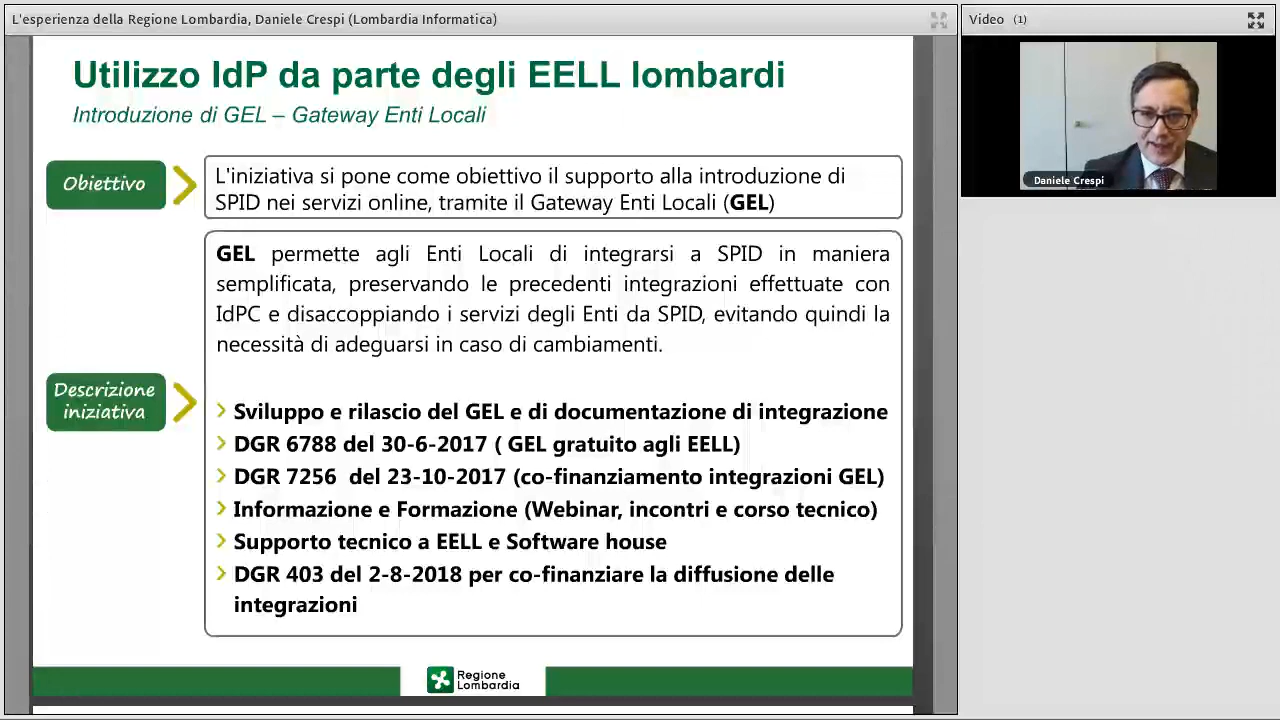 L'esperienza della Regione Lombardia, Daniele Crespi (Lombardia Informatica)
Video (1)
Utilizzo IdP da parte degli EELL lombardi
Introduzione di GEL – Gateway Enti Locali
Obiettivo
L'iniziativa si pone come obiettivo il supporto alla introduzione di
SPID nei servizi online, tramite il Gateway Enti Locali (GEL)
GEL permette agli Enti Locali di integrarsi a SPID in maniera
semplificata, preservando le precedenti integrazioni effettuate con
IdPC e disaccoppiando i servizi degli Enti da SPID, evitando quindi la
necessità di adeguarsi in caso di cambiamenti.
Descrizione
iniziativa
Sviluppo e rilascio del GEL e di documentazione di integrazione
DGR 6788 del 30-6-2017 ( GEL gratuito agli EELL)
DGR 7256 del 23-10-2017 (co-finanziamento integrazioni GEL)
Informazione e Formazione (Webinar, incontri e corso tecnico)
Supporto tecnico a EELL e Software house
DGR 403 del 2-8-2018 per co-finanziare la diffusione delle
integrazioni
Regione
Lombardia
Daniele Crespi